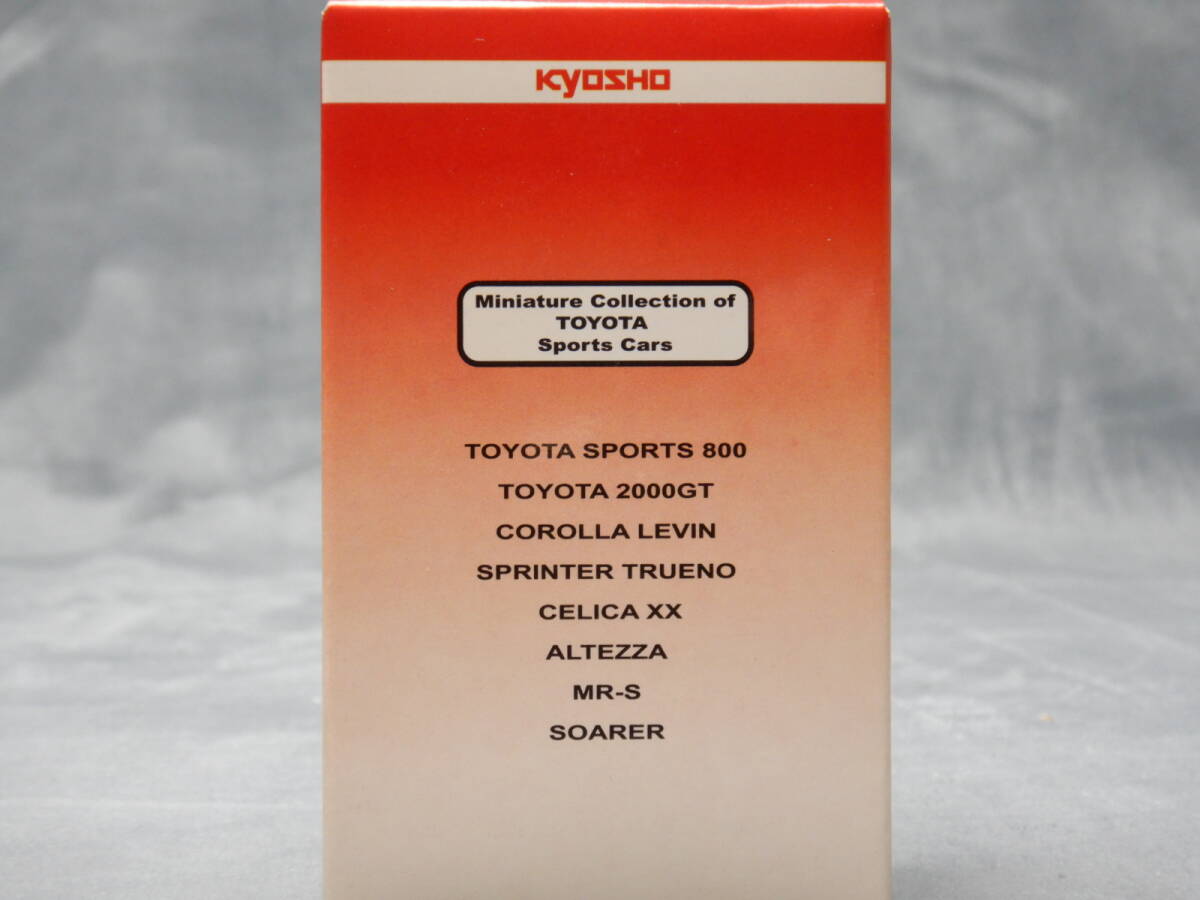 KYOSHO
Miniature Collection of
TOYOTA
Sports Cars
TOYOTA SPORTS 800
TOYOTA 2000GT
COROLLA LEVIN
SPRINTER TRUENO
CELICA XX
ALTEZZA
MR-S
SOARER